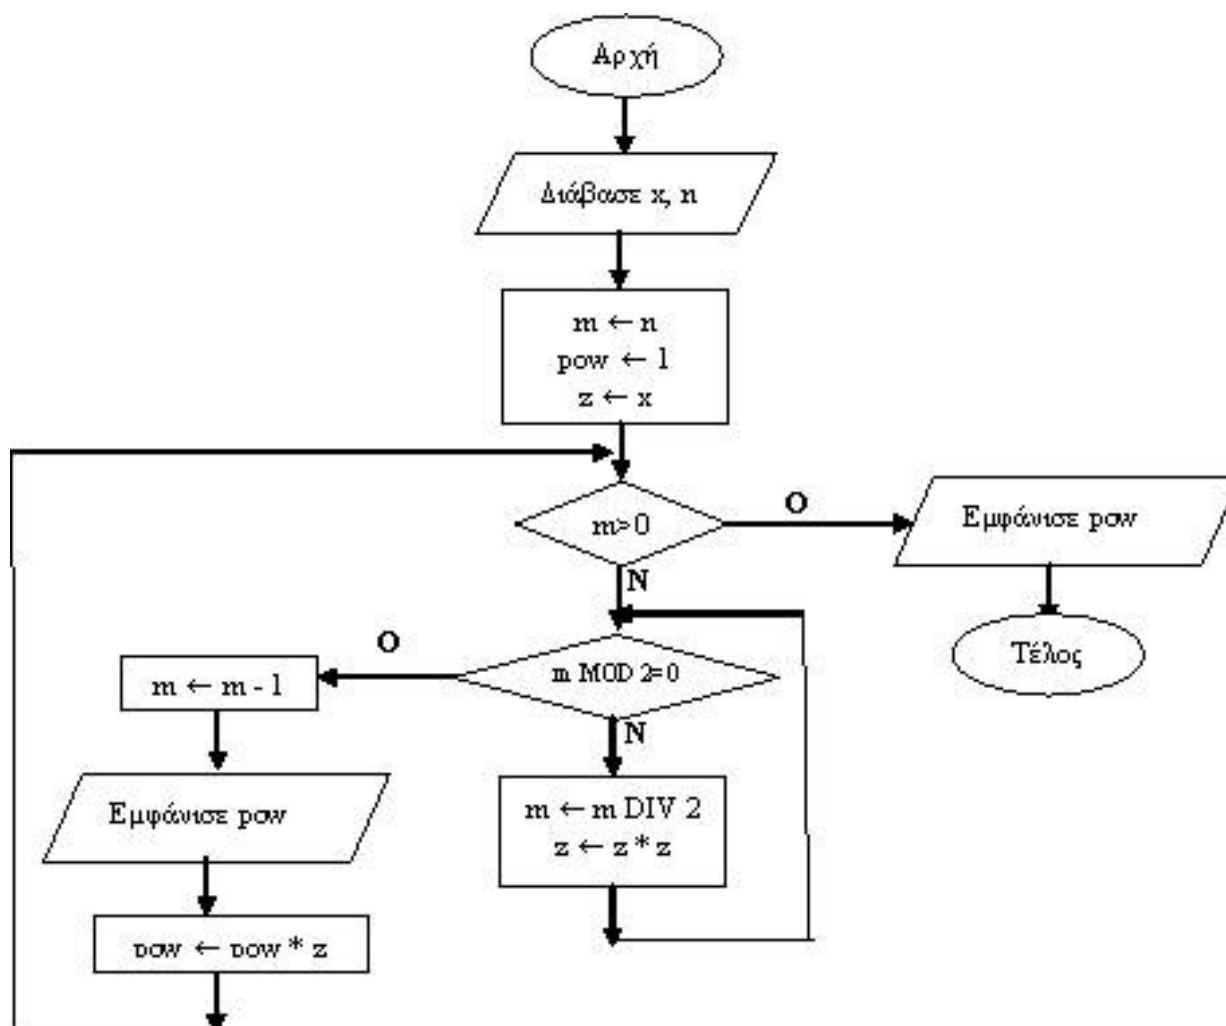 Αρχή
Διάβασε x, n
m ← n
pow ← 1
z ← x
m>0
Ο
Εμφάνισε pow
Τέλος
Ν
m MOD 2=0
Ο
m ← m - 1
Εμφάνισε pow
pow ← pow * z
Ν
m ← m DIV 2
z ← z * z